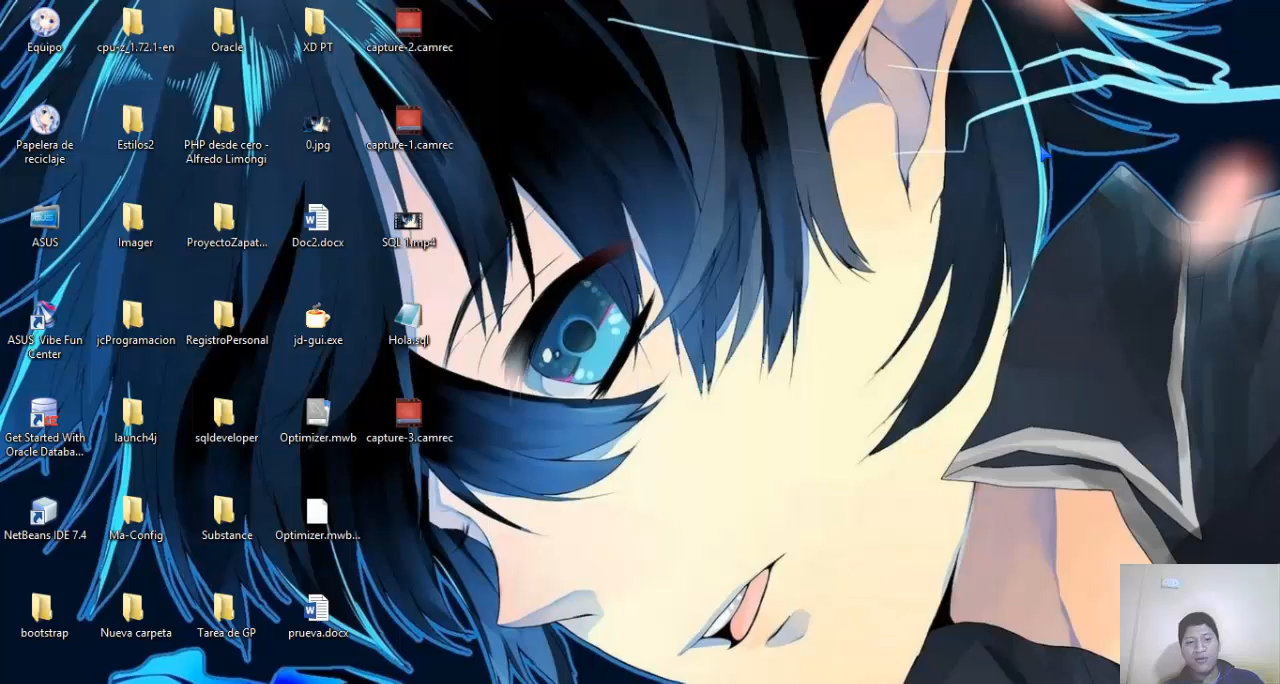 Equipo
cpu-z_1.72.1-en
Oracle
XD PT
capture-2.camrec
Papelera de
reciclaje
Estilos2
PHP desde cero -
Alfredo Limongi
0.jpg
capture-1.camrec
ASUS
Imager
ProyectoZapat...
Doc2.docx
SQL 1.mp4
ASUS Vibe Fun
Center
jcProgramacion
RegistroPersonal
jd-gui.exe
Hola.sql
Get Started With
Oracle Databa...
launch4j
sqldeveloper
Optimizer.mwb
capture-3.camrec
NetBeans IDE 7.4
Ma-Config
Substance
Optimizer.mwb...
bootstrap
Nueva carpeta
Tarea de GP
prueva.docx